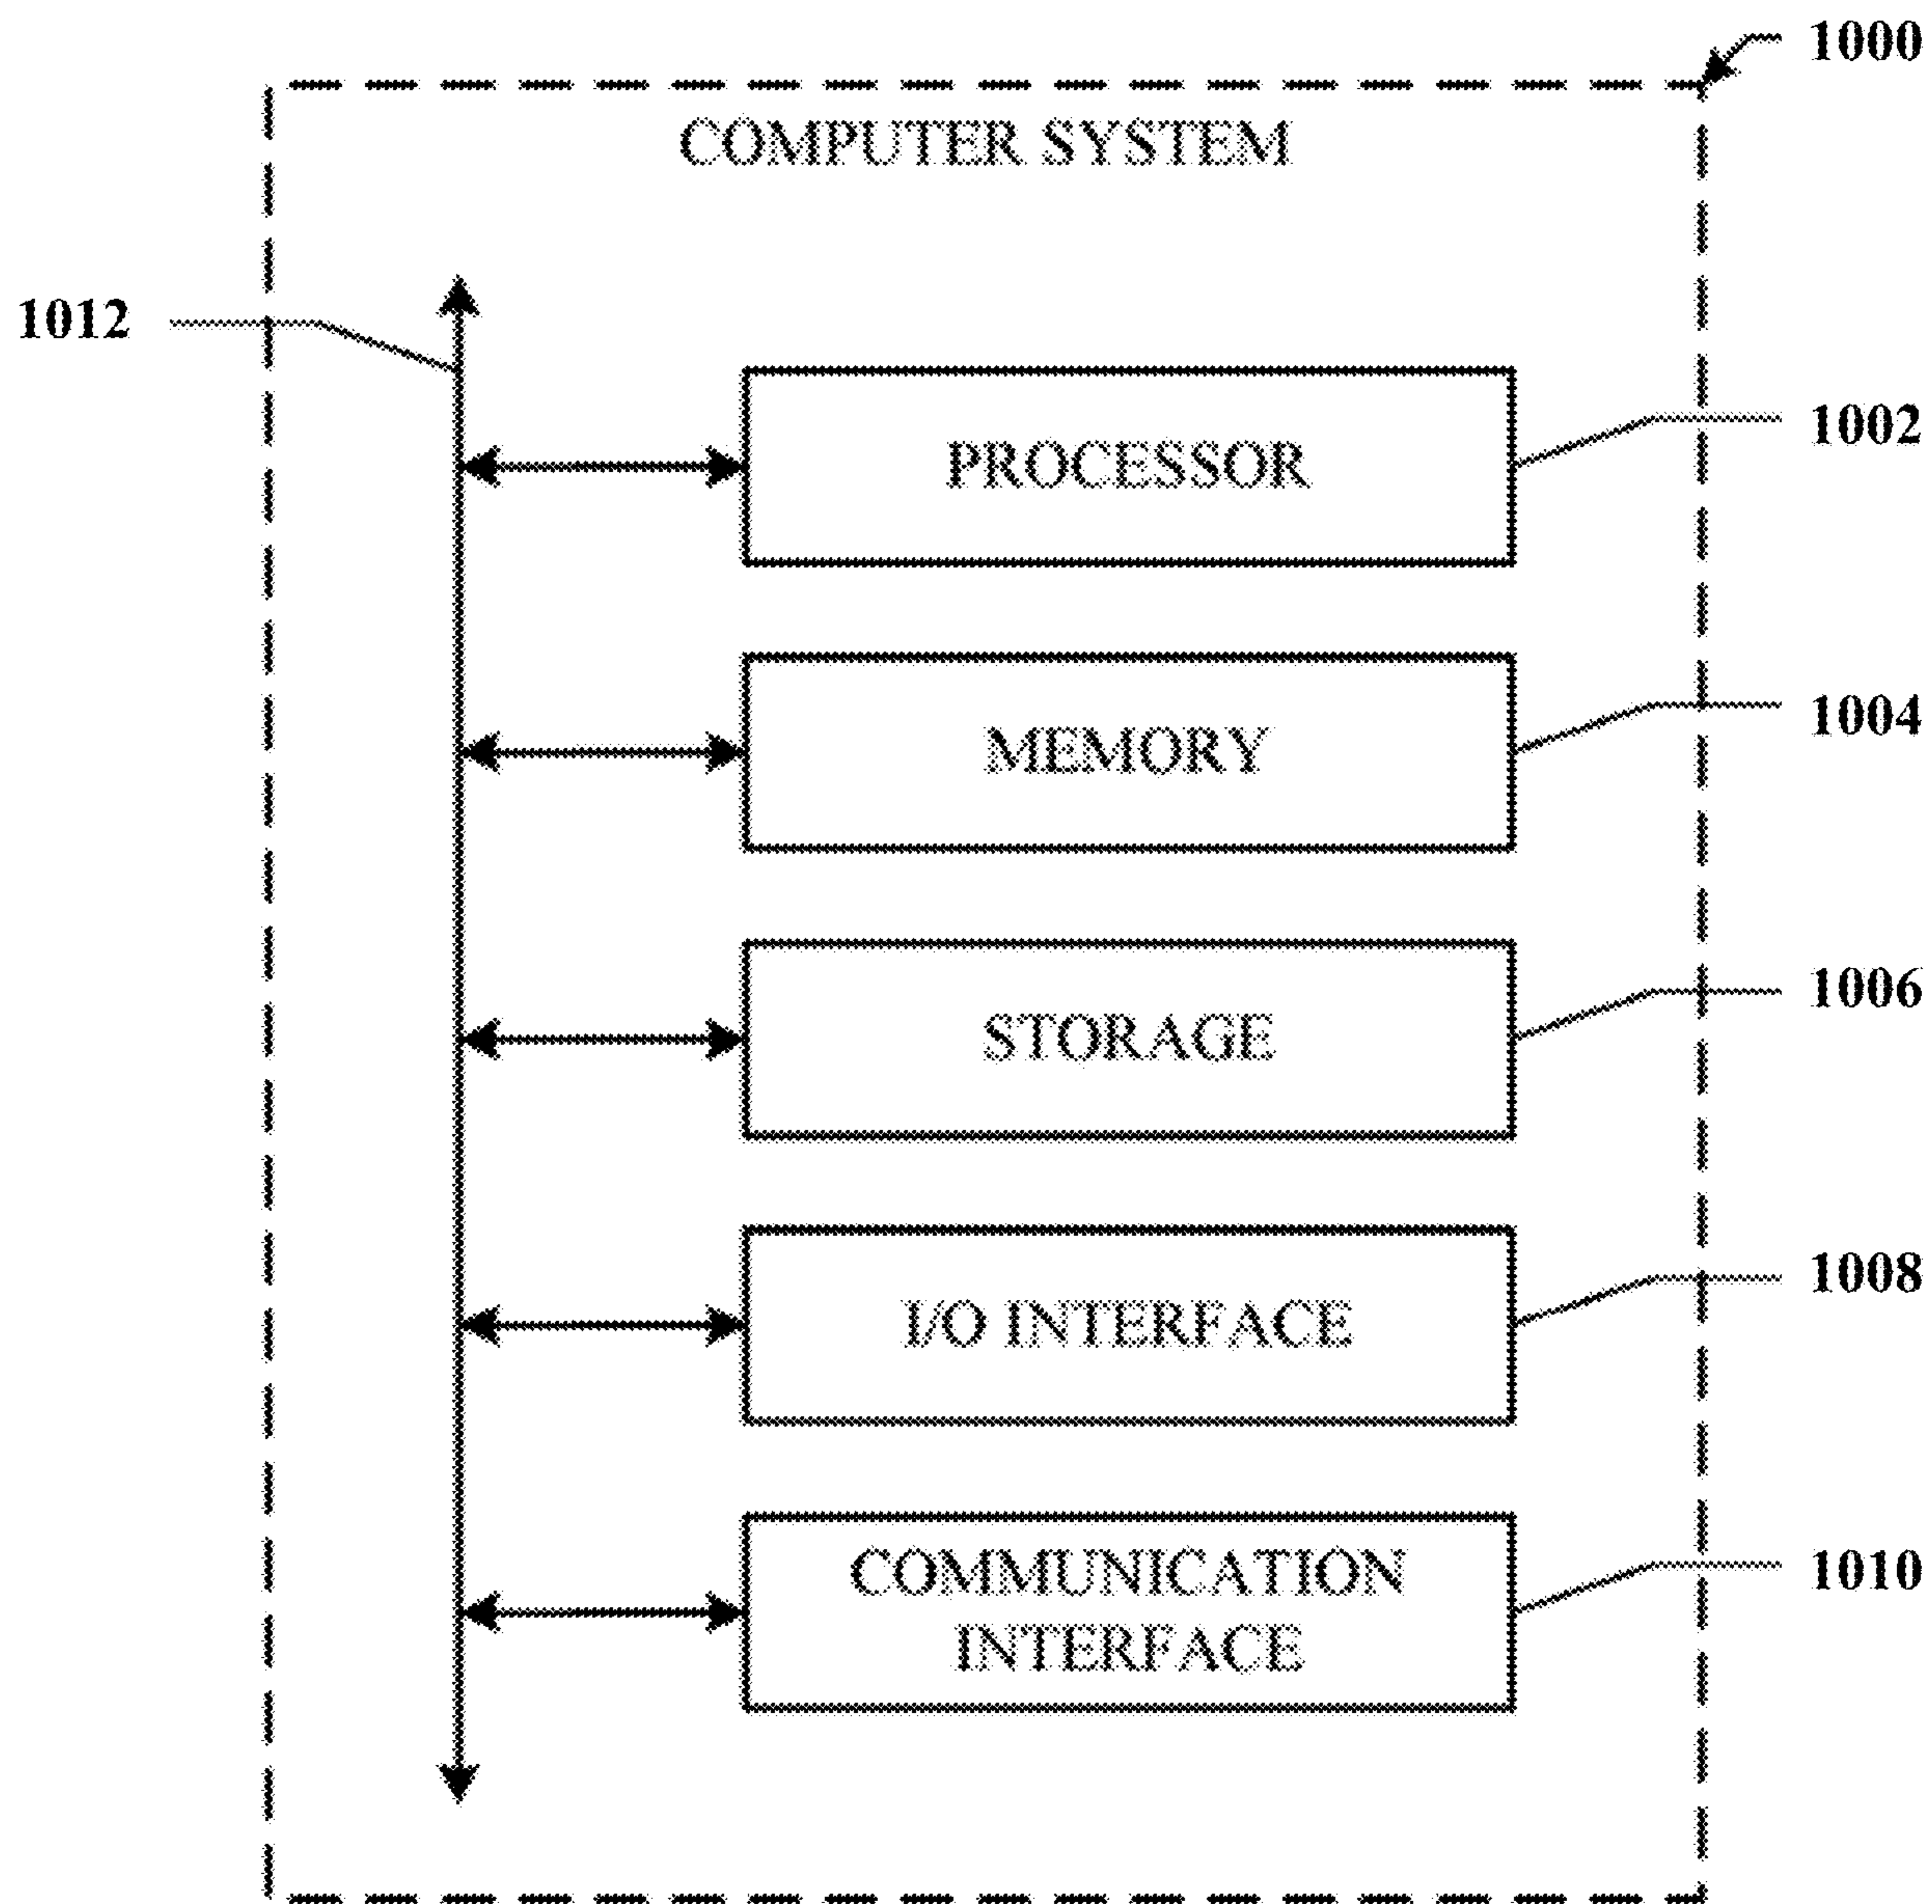 1000
COMPUTER SYSTEM
1012
PROCESSOR
1002
MEMORY
1004
STORAGE
1006
I/O INTERFACE
1008
COMMUNICATION
INTERFACE
1010